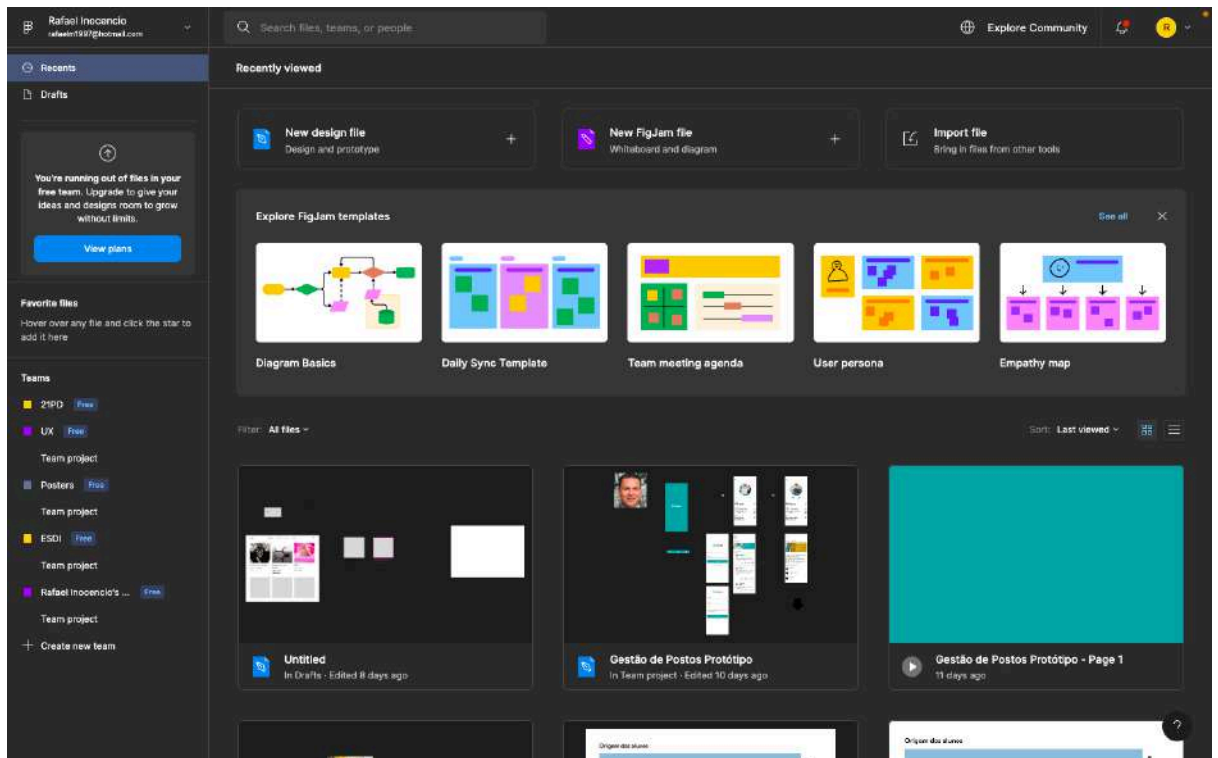 Rafael Inocencio
rafaelm1997@hotmail.com
Search files, teams, or people
Explore Community
R
Recents
Drafts
Recently viewed
You're running out of files in your
free team. Upgrade to give your
ideas and designs room to grow
without limits.
View plans
Favorite files
Hover over any file and click the star to
add it here
Teams
21PD Free
UX Free
Team project
Posters Free
Team project
ESDI Free
Team project
Rafael Inocencio's ... Free
Team project
Create new team
New design file
Design and prototype
New FigJam file
Whiteboard and diagram
Import file
Bring in files from other tools
Explore FigJam templates
See all
Diagram Basics
Daily Sync Template
Team meeting agenda
User persona
Empathy map
Filter: All files
Sort: Last viewed
Untitled
In Drafts · Edited 8 days ago
Gestão de Postos Protótipo
In Team project · Edited 10 days ago
Gestão de Postos Protótipo - Page 1
11 days ago
Origem dos alunos
Origem dos alunos
?